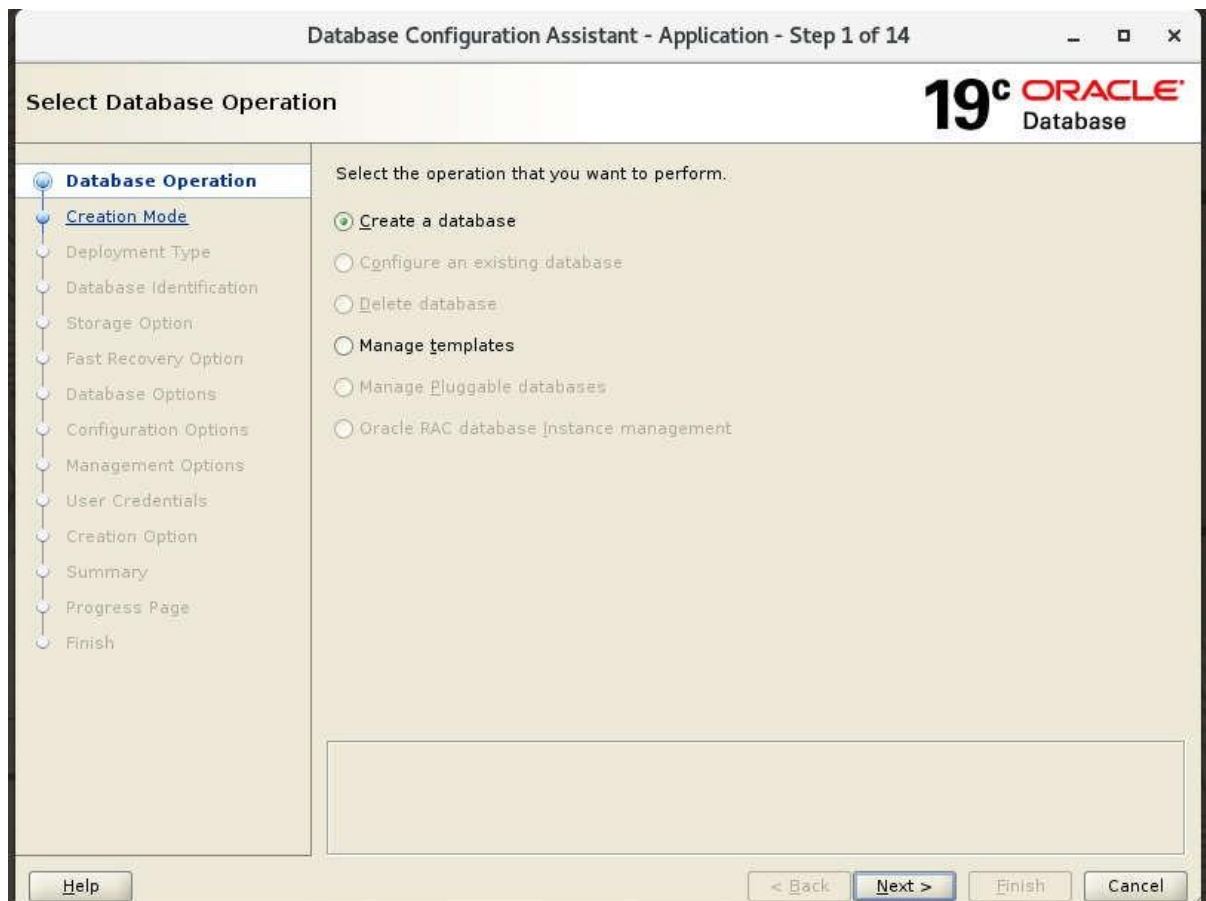 Database Configuration Assistant - Application - Step 1 of 14
Select Database Operation
19c ORACLE
Database
Database Operation
Creation Mode
Deployment Type
Database Identification
Storage Option
Fast Recovery Option
Database Options
Configuration Options
Management Options
User Credentials
Creation Option
Summary
Progress Page
Finish
Select the operation that you want to perform.
Create a database
Configure an existing database
Delete database
Manage templates
Manage Pluggable databases
Oracle RAC database Instance management
Help
< Back
Next >
Finish
Cancel